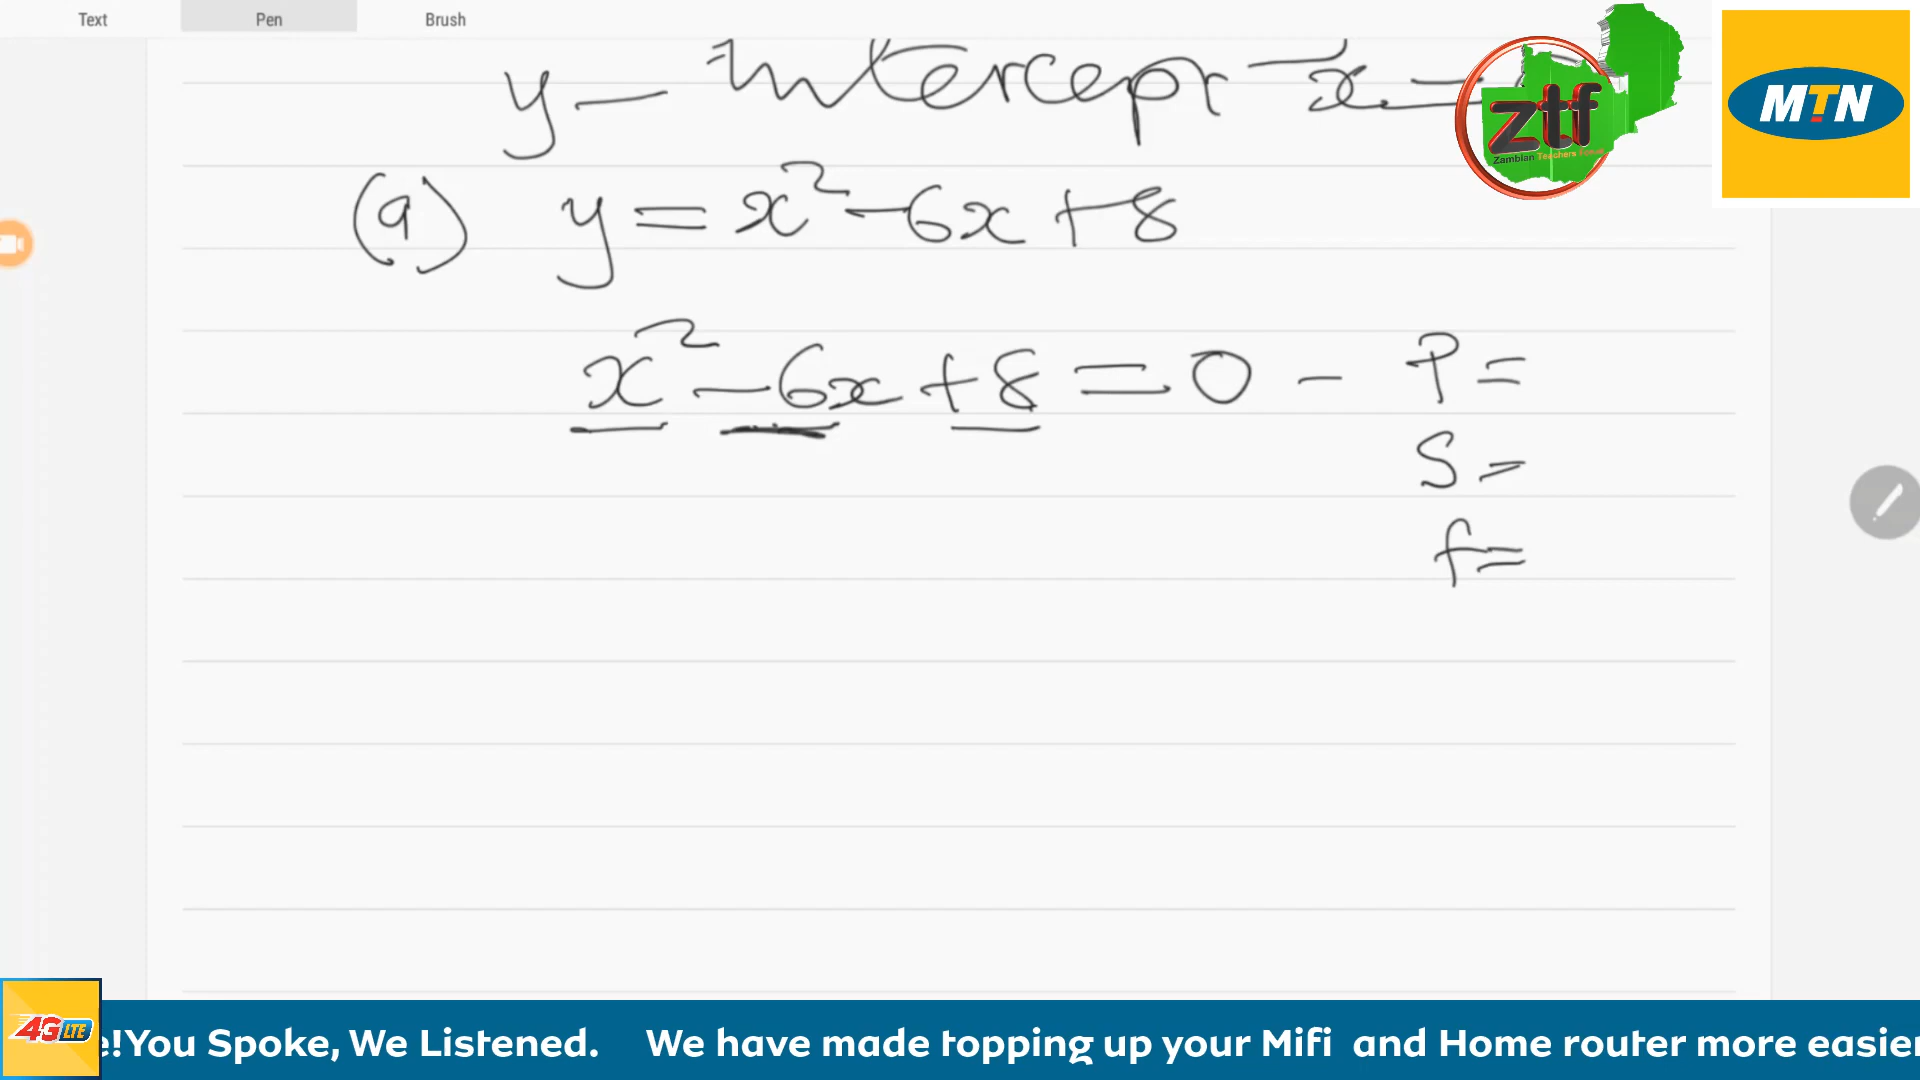 Text Pen Brush
y - Intercept - x =
(a) y = x² - 6x + 8
x² - 6x + 8 = 0 - P =
S =
f =
ztf
Zambian Teachers Forum
MTN
4G LTE
e!You Spoke, We Listened. We have made topping up your Mifi and Home router more easier